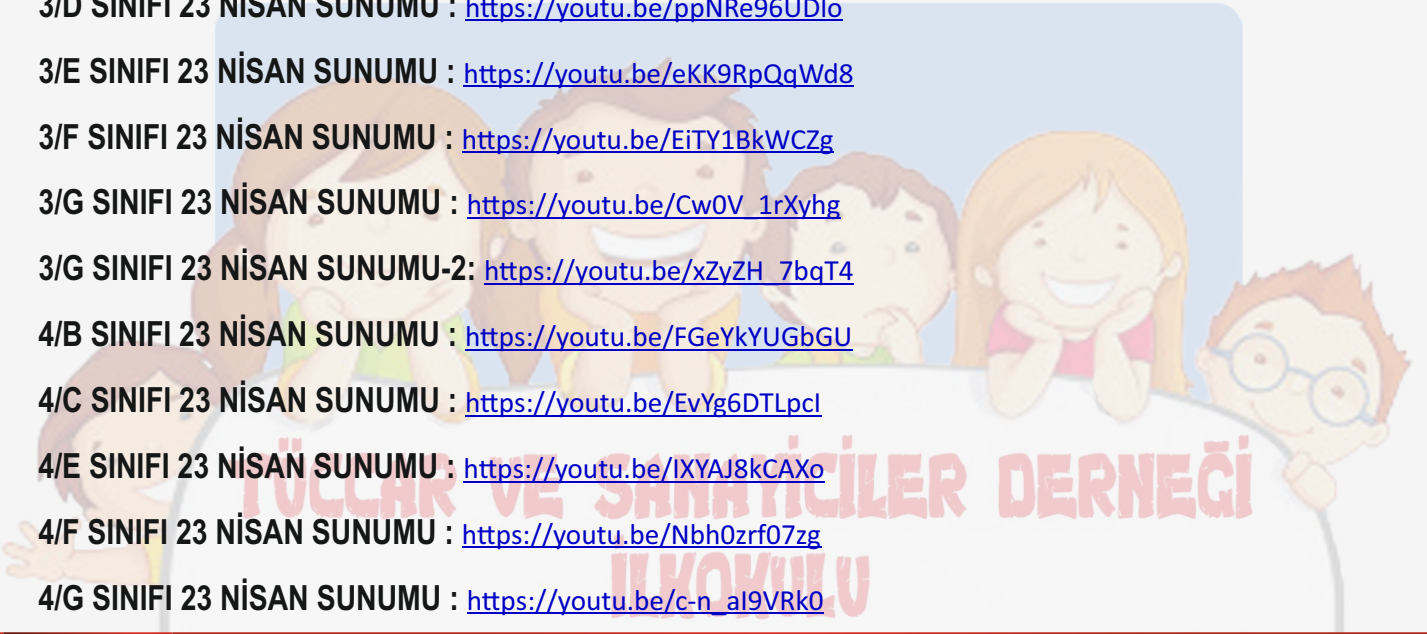 3/D SINIFI 23 NİSAN SUNUMU : https://youtu.be/ppNRe96UDlo
3/E SINIFI 23 NİSAN SUNUMU : https://youtu.be/eKK9RpQqWd8
3/F SINIFI 23 NİSAN SUNUMU : https://youtu.be/EiTY1BkWCZg
3/G SINIFI 23 NİSAN SUNUMU : https://youtu.be/Cw0V_1rXyhg
3/G SINIFI 23 NİSAN SUNUMU-2: https://youtu.be/xZyZH_7bqT4
4/B SINIFI 23 NİSAN SUNUMU : https://youtu.be/FGeYkYUGbGU
4/C SINIFI 23 NİSAN SUNUMU : https://youtu.be/EvYg6DTLpcI
4/E SINIFI 23 NİSAN SUNUMU : https://youtu.be/IXYAJ8kCAXo
TÜCCAR VE SANAYİCİLER DERNEĞİ
4/F SINIFI 23 NİSAN SUNUMU : https://youtu.be/Nbh0zrf07zg
İLKOKULU
4/G SINIFI 23 NİSAN SUNUMU : https://youtu.be/c-n_aI9VRk0